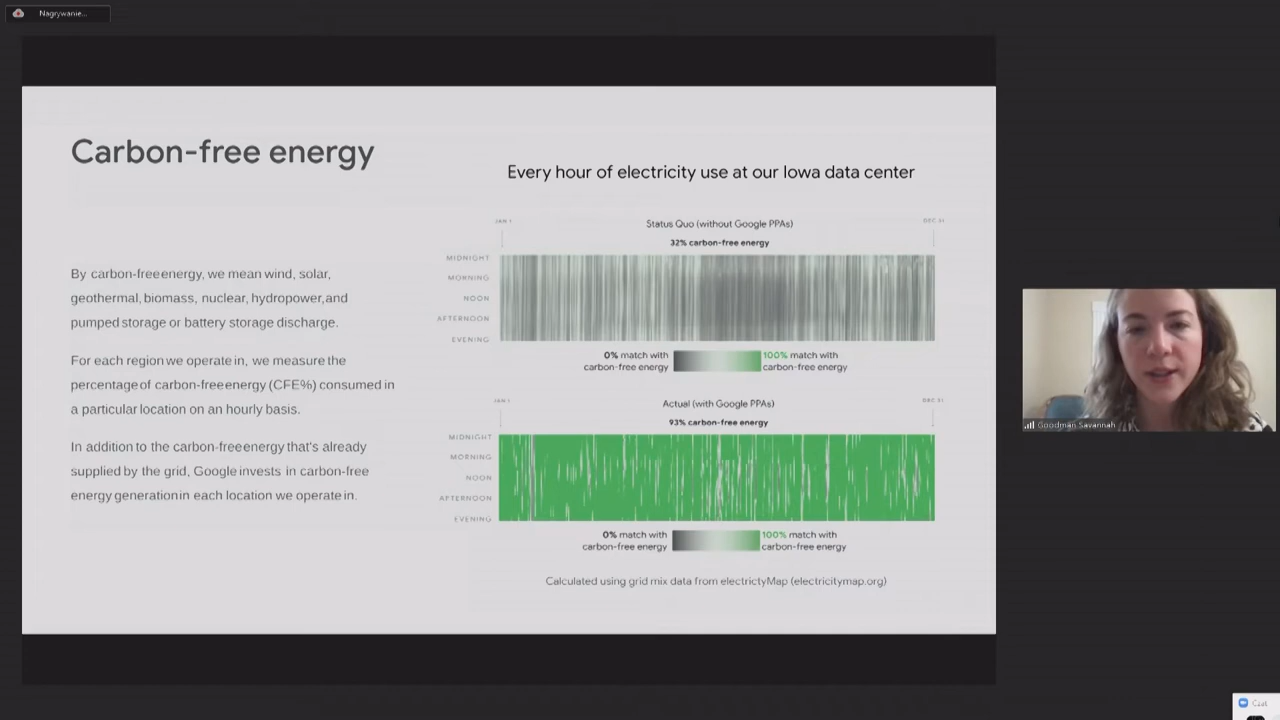 Nagrywanie...
Carbon-free energy
Every hour of electricity use at our Iowa data center
By carbon-free energy, we mean wind, solar,
geothermal, biomass, nuclear, hydropower, and
pumped storage or battery storage discharge.
For each region we operate in, we measure the
percentage of carbon-free energy (CFE%) consumed in
a particular location on an hourly basis.
In addition to the carbon-free energy that's already
supplied by the grid, Google invests in carbon-free
energy generation in each location we operate in.
JAN 1
Status Quo (without Google PPAs)
DEC 31
32% carbon-free energy
MIDNIGHT
MORNING
NOON
AFTERNOON
EVENING
0% match with
carbon-free energy
100% match with
carbon-free energy
JAN 1
Actual (with Google PPAs)
DEC 31
93% carbon-free energy
MIDNIGHT
MORNING
NOON
AFTERNOON
EVENING
0% match with
carbon-free energy
100% match with
carbon-free energy
Calculated using grid mix data from electrictyMap (electricitymap.org)
Goodman Savannah
Czat